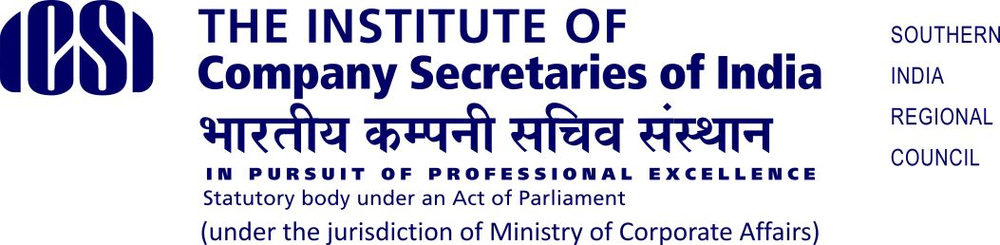 ICSI
THE INSTITUTE OF
Company Secretaries of India
भारतीय कम्पनी सचिव संस्थान
IN PURSUIT OF PROFESSIONAL EXCELLENCE
Statutory body under an Act of Parliament
(under the jurisdiction of Ministry of Corporate Affairs)
SOUTHERN
INDIA
REGIONAL
COUNCIL